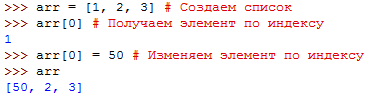 >>> arr = [1, 2, 3] # Создаем список
>>> arr[0] # Получаем элемент по индексу
1
>>> arr[0] = 50 # Изменяем элемент по индексу
>>> arr
[50, 2, 3]